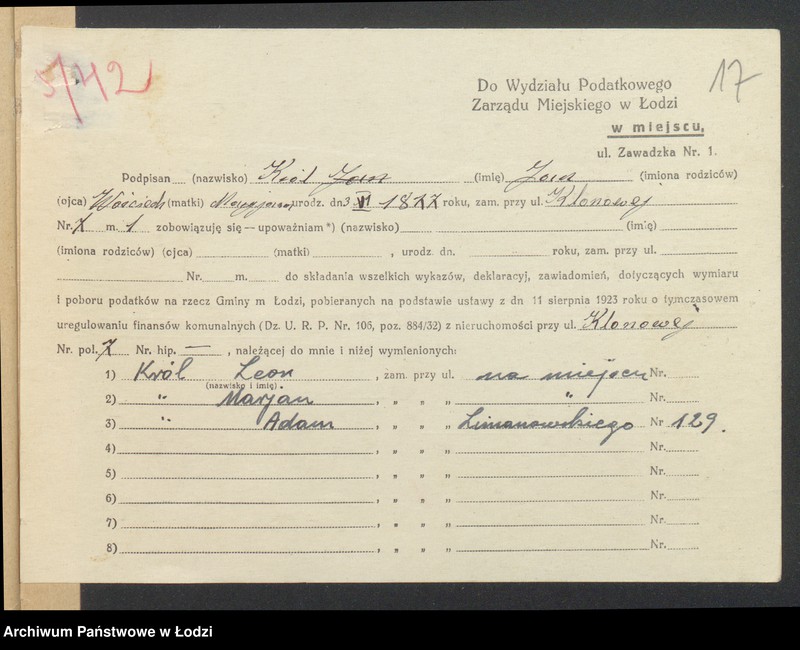 5/42
17
Do Wydziału Podatkowego
Zarządu Miejskiego w Łodzi
w miejscu,
ul. Zawadzka Nr. 1.
Podpisan (nazwisko) Król Jan (imię) Jan (imiona rodziców)
(ojca) Wojciech (matki) urodz. dn 3 VI 1877 roku, zam. przy ul. Klonowej
Nr. 7 m. 1 zobowiązuję się — upoważniam *) (nazwisko) (imię)
(imiona rodziców) (ojca) (matki) , urodz. dn. roku, zam. przy ul.
Nr. m. do składania wszelkich wykazów, deklaracyj, zawiadomień, dotyczących wymiaru
i poboru podatków na rzecz Gminy m Łodzi, pobieranych na podstawie ustawy z dn 11 sierpnia 1923 roku o tymczasowem
uregulowaniu finansów komunalnych (Dz. U. R. P. Nr. 106, poz. 884/32) z nieruchomości przy ul. Klonowej
Nr. pol. 7 Nr. hip. — , należącej do mnie i niżej wymienionych:
1) Król Leon , zam. przy ul. na miejscu Nr.
(nazwisko i imię)
2) " Marjan , " " " " Nr.
3) " Adam , " " " Limanowskiego Nr 129.
4) , " " " Nr.
5) , " " " Nr.
6) , " " " Nr.
7) , " " " Nr.
8) , " " " Nr.
Archiwum Państwowe w Łodzi